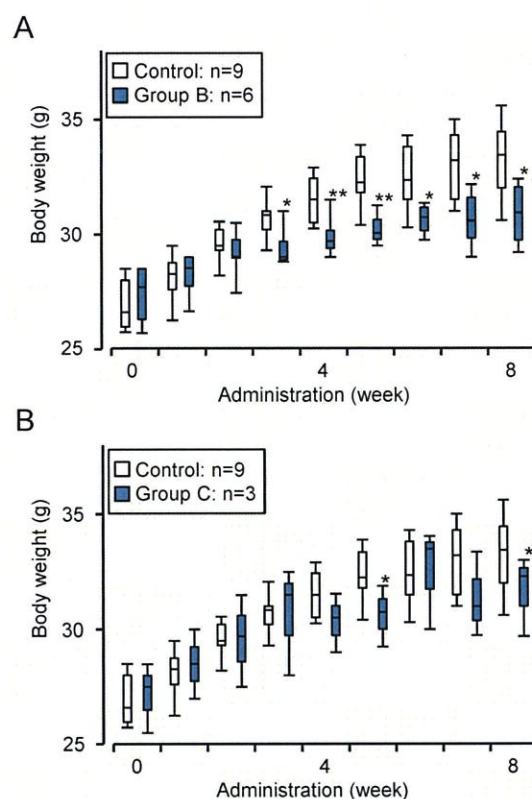 A
Control: n=9
Group B: n=6
Body weight (g)
35
30
25
*
**
**
*
*
*
0
4
8
Administration (week)
B
Control: n=9
Group C: n=3
Body weight (g)
35
30
25
*
*
0
4
8
Administration (week)